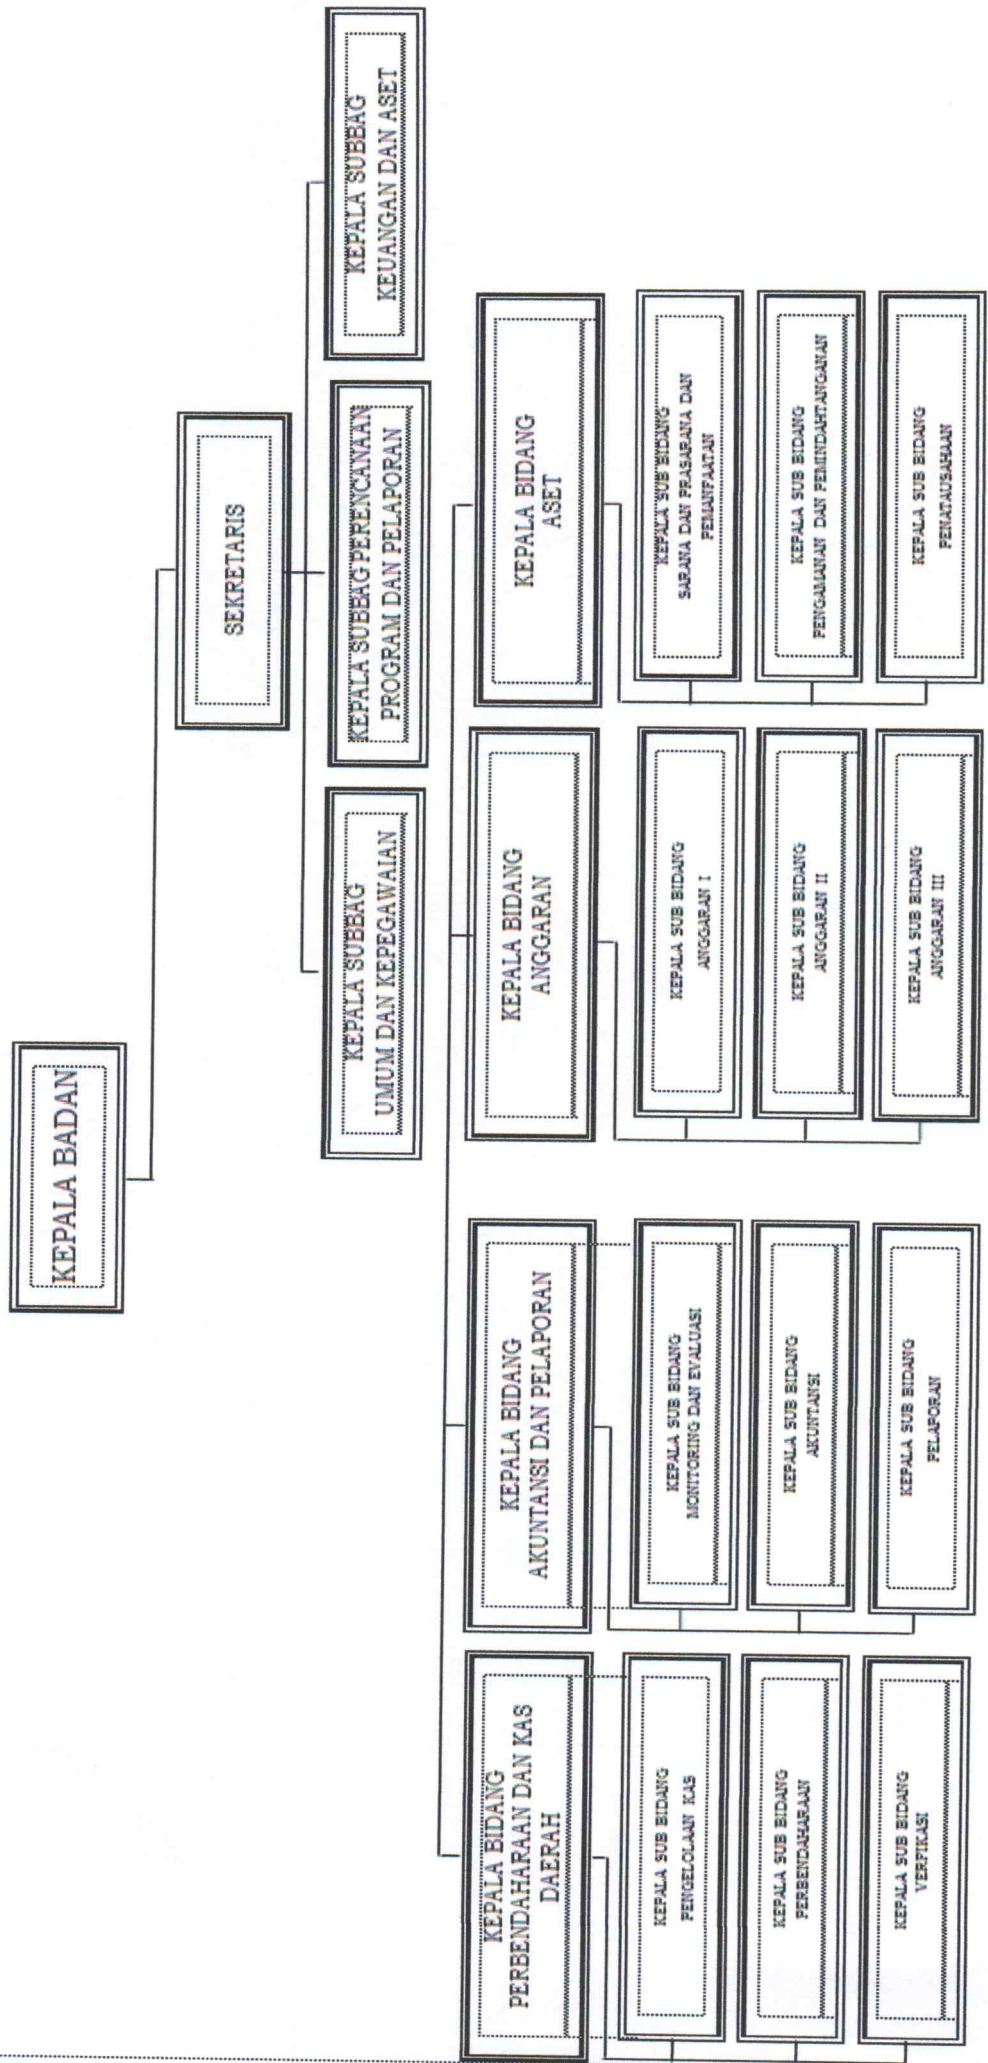 KEPALA BADAN
SEKRETARIS
KEPALA SUBBAG
UMUM DAN KEPEGAWAIAN
KEPALA SUBBAG PERENCANAAN
PROGRAM DAN PELAPORAN
KEPALA SUBBAG
KEUANGAN DAN ASET
KEPALA BIDANG
PERBENDAHARAAN DAN KAS
DAERAH
KEPALA BIDANG
AKUNTANSI DAN PELAPORAN
KEPALA BIDANG
ANGGARAN
KEPALA BIDANG
ASET
KEPALA SUB BIDANG
PENGELOLAAN KAS
KEPALA SUB BIDANG
MONITORING DAN EVALUASI
KEPALA SUB BIDANG
ANGGARAN I
KEPALA SUB BIDANG
SARANA DAN PRASARANA DAN
PEMANFAATAN
KEPALA SUB BIDANG
PERBENDAHARAAN
KEPALA SUB BIDANG
AKUNTANSI
KEPALA SUB BIDANG
ANGGARAN II
KEPALA SUB BIDANG
PENGAMANAN DAN PEMINDAHTANGANAN
KEPALA SUB BIDANG
VERFIKASI
KEPALA SUB BIDANG
PELAPORAN
KEPALA SUB BIDANG
ANGGARAN III
KEPALA SUB BIDANG
PENATAUSAHAAN